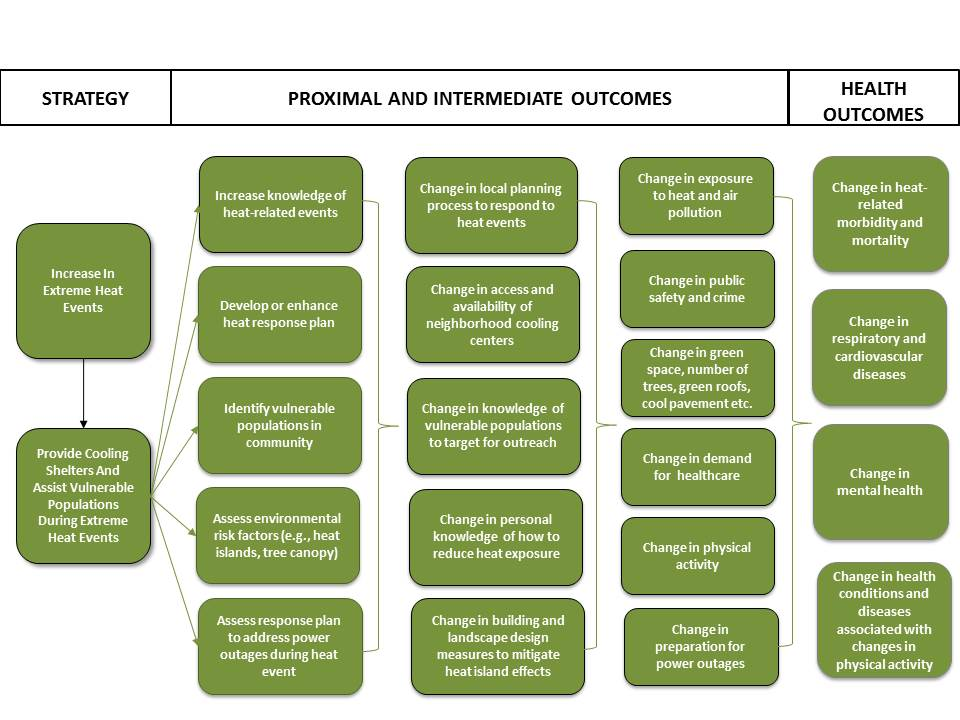 STRATEGY
PROXIMAL AND INTERMEDIATE OUTCOMES
HEALTH
OUTCOMES
Increase In
Extreme Heat
Events
Provide Cooling
Shelters And
Assist Vulnerable
Populations
During Extreme
Heat Events
Increase knowledge of
heat-related events
Develop or enhance
heat response plan
Identify vulnerable
populations in
community
Assess environmental
risk factors (e.g., heat
islands, tree canopy)
Assess response plan
to address power
outages during heat
event
Change in local planning
process to respond to
heat events
Change in access and
availability of
neighborhood cooling
centers
Change in knowledge of
vulnerable populations
to target for outreach
Change in personal
knowledge of how to
reduce heat exposure
Change in building and
landscape design
measures to mitigate
heat island effects
Change in exposure
to heat and air
pollution
Change in public
safety and crime
Change in green
space, number of
trees, green roofs,
cool pavement etc.
Change in demand
for healthcare
Change in physical
activity
Change in
preparation for
power outages
Change in heat-
related
morbidity and
mortality
Change in
respiratory and
cardiovascular
diseases
Change in
mental health
Change in health
conditions and
diseases
associated with
changes in
physical activity